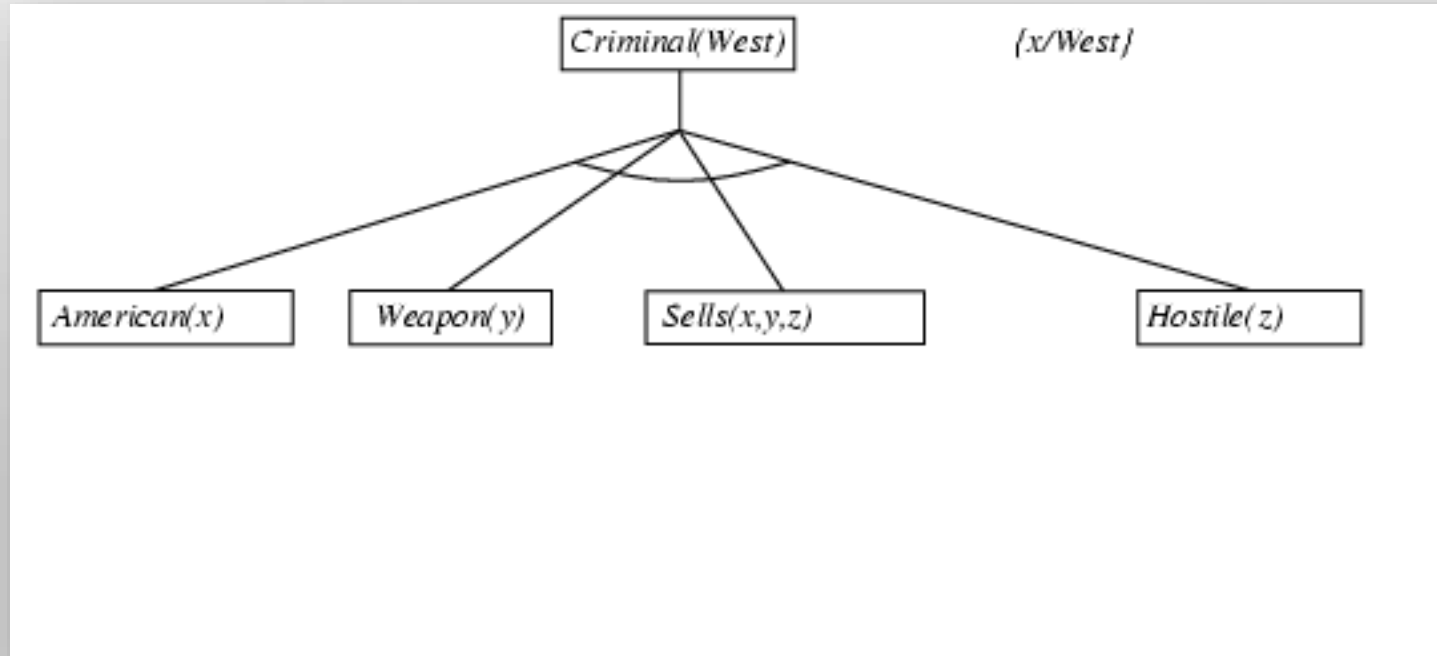 Criminal(West) {x/West}
American(x) Weapon(y) Sells(x,y,z) Hostile(z)